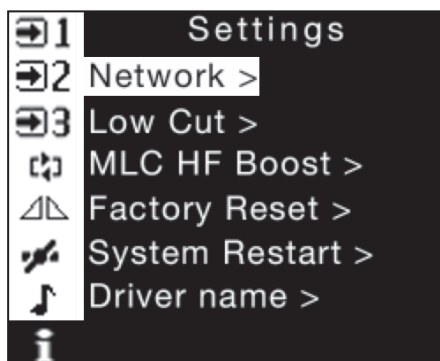 1 Settings
2 Network >
3 Low Cut >
MLC HF Boost >
Factory Reset >
System Restart >
Driver name >
i